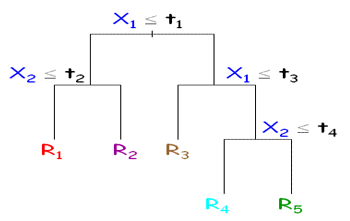 X₁ ≤ t₁
X₂ ≤ t₂
X₁ ≤ t₃
X₂ ≤ t₄
R₁
R₂
R₃
R₄
R₅